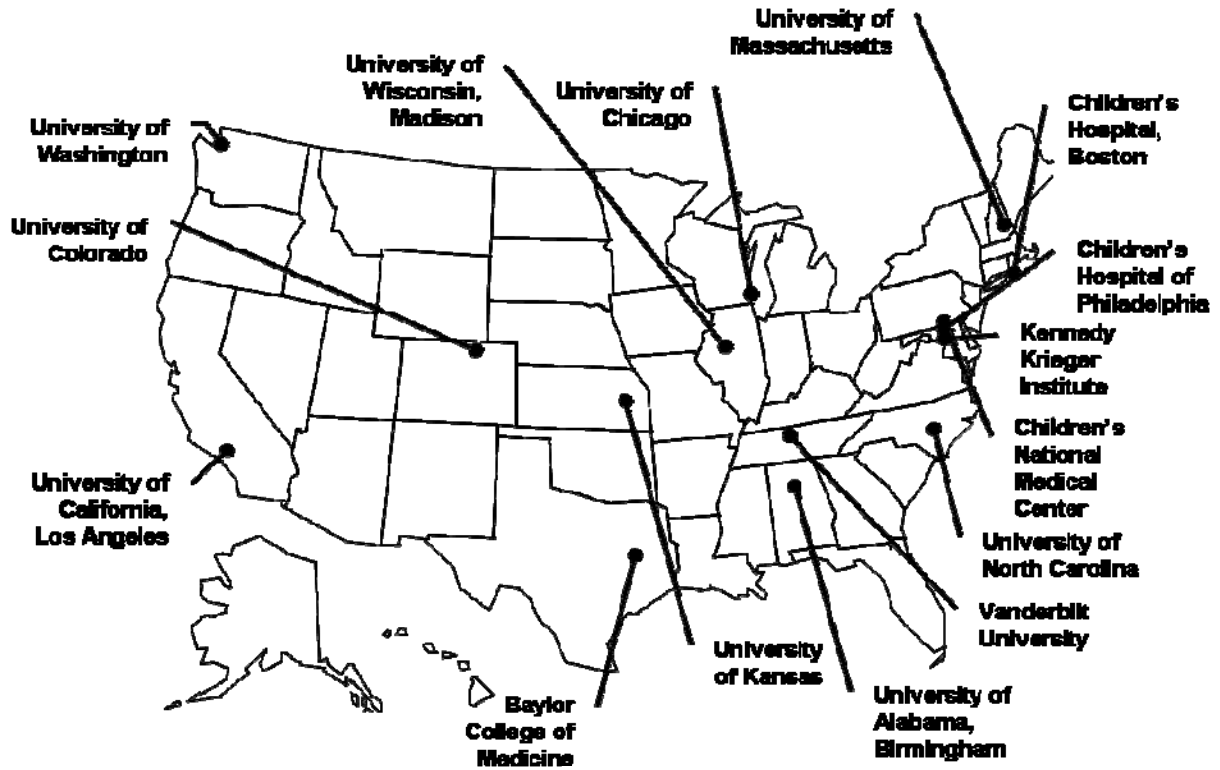 University of
Massachusetts
University of
Wisconsin,
Madison
University of
Chicago
Children's
Hospital,
Boston
University of
Washington
University of
Colorado
Children's
Hospital of
Philadelphia
Kennedy
Krieger
Institute
Children's
National
Medical
Center
University of
California,
Los Angeles
University of
North Carolina
Vanderbilt
University
University
of Kansas
University of
Alabama,
Birmingham
Baylor
College of
Medicine